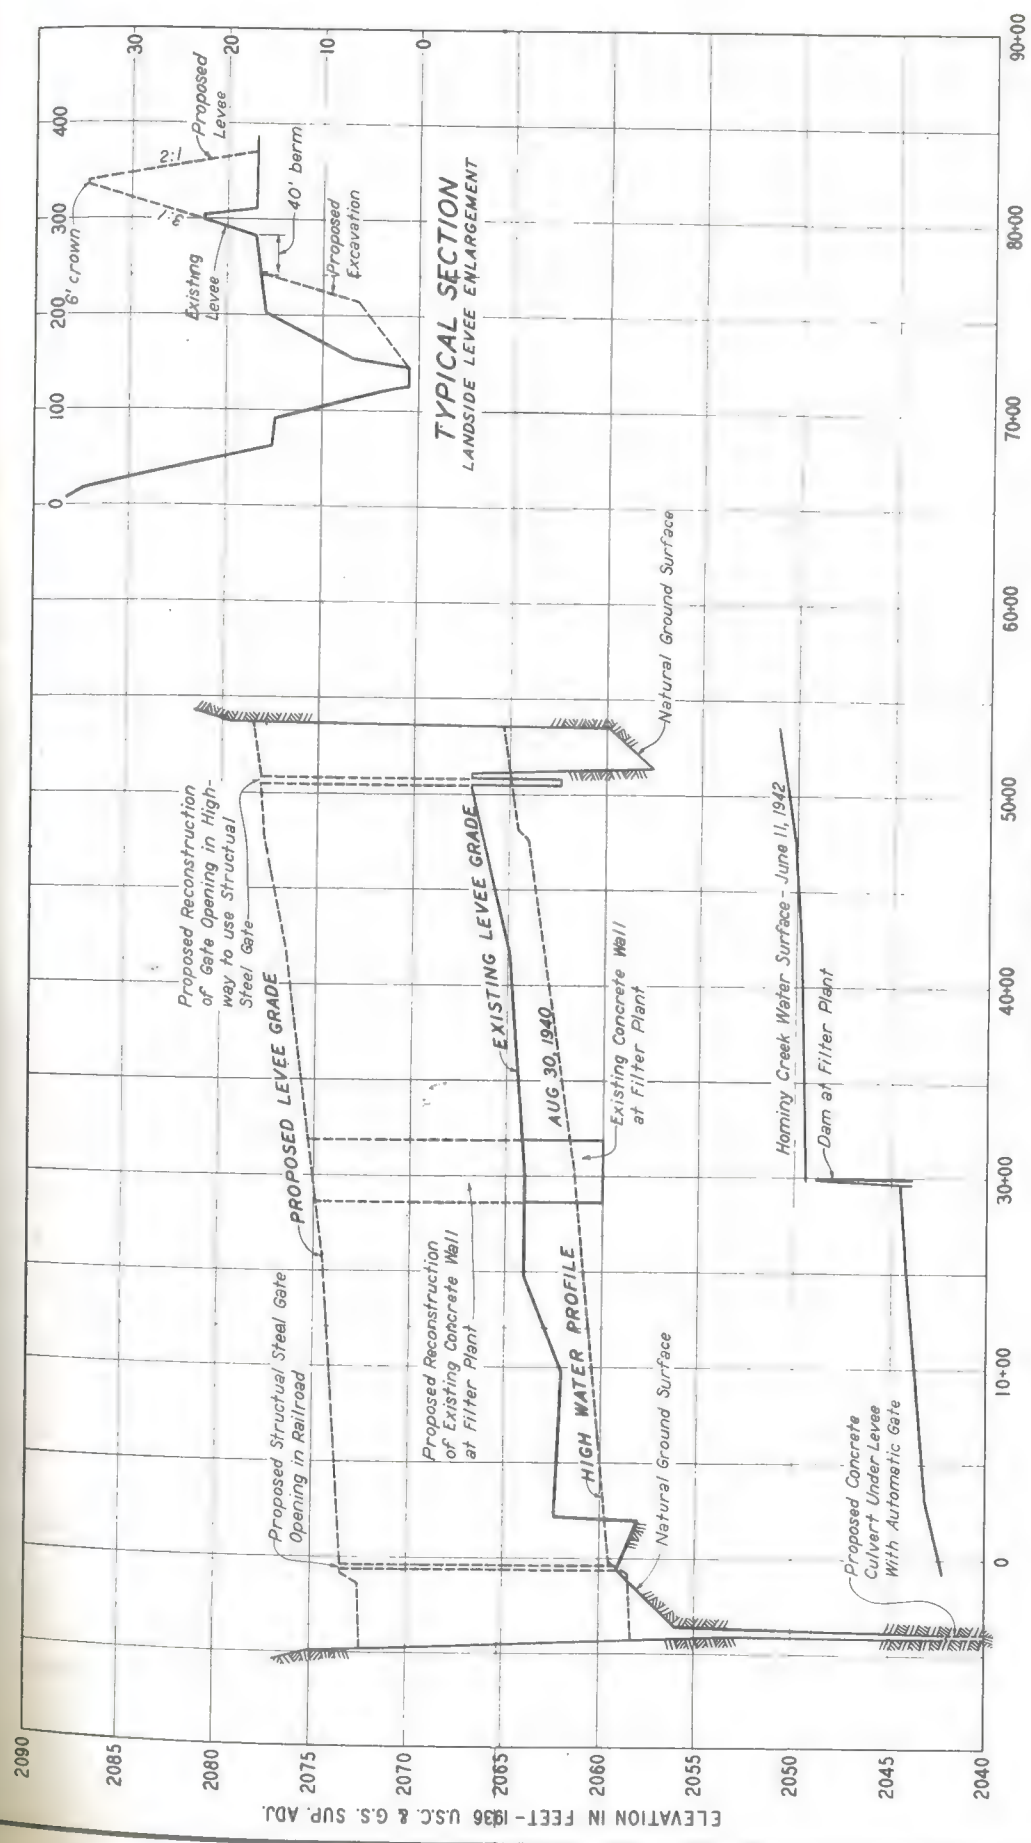 2090
2085
2080
2075
2070
2065
2060
2055
2050
2045
2040
ELEVATION IN FEET-1936 U.S.C. & G.S. SUP. ADJ.
0
10+00
30+00
40+00
50+00
60+00
70+00
80+00
90+00
0
100
200
300
400
30
20
10
0
6' crown
3:1
2:1
Existing
Levee
Proposed
Levee
40' berm
Proposed
Excavation
TYPICAL SECTION
LANDSIDE LEVEE ENLARGEMENT
Proposed Structual Steel Gate
Opening in Railroad
PROPOSED LEVEE GRADE
Proposed Reconstruction
of Gate Opening in High-
way to use Structural
Steel Gate
Proposed Reconstruction
of Existing Concrete Wall
at Filter Plant
EXISTING LEVEE GRADE
HIGH WATER PROFILE
AUG 30, 1940
Existing Concrete Wall
at Filter Plant
Natural Ground Surface
Natural Ground Surface
Hominy Creek Water Surface - June 11, 1942
Dam at Filter Plant
Proposed Concrete
Culvert Under Levee
With Automatic Gate